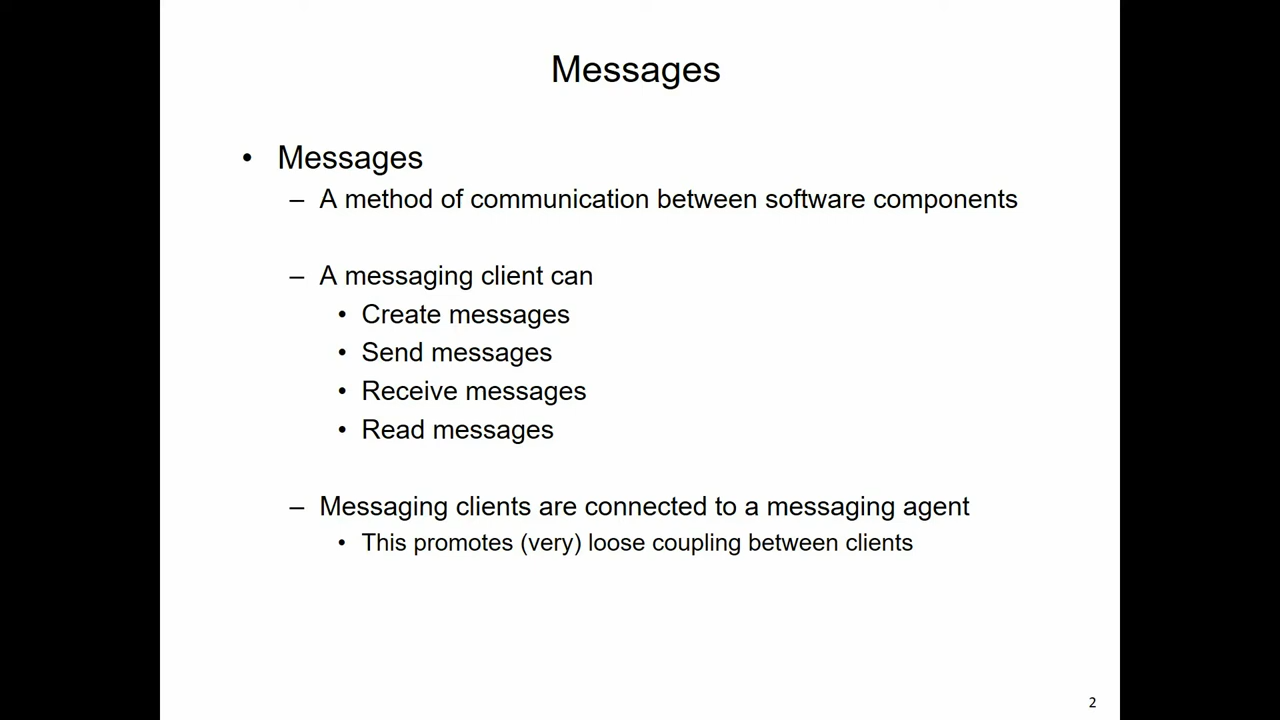 Messages
• Messages
– A method of communication between software components
– A messaging client can
• Create messages
• Send messages
• Receive messages
• Read messages
– Messaging clients are connected to a messaging agent
• This promotes (very) loose coupling between clients
2